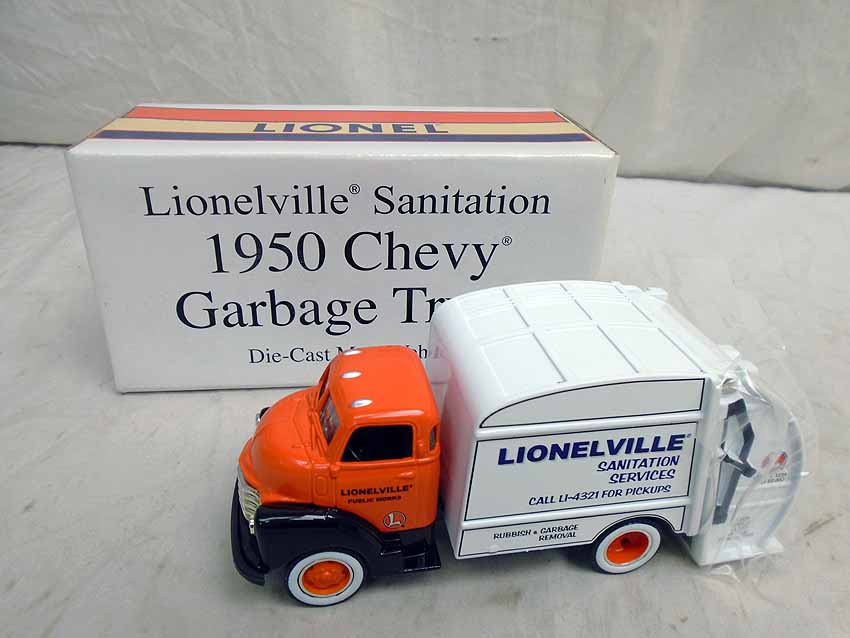 LIONEL
Lionelville® Sanitation
1950 Chevy®
Garbage
Die-Cast
LIONELVILLE®
SANITATION
SERVICES
CALL LI-4321 FOR PICKUPS
RUBBISH & GARBAGE
REMOVAL
LIONELVILLE®
PUBLIC WORKS
L